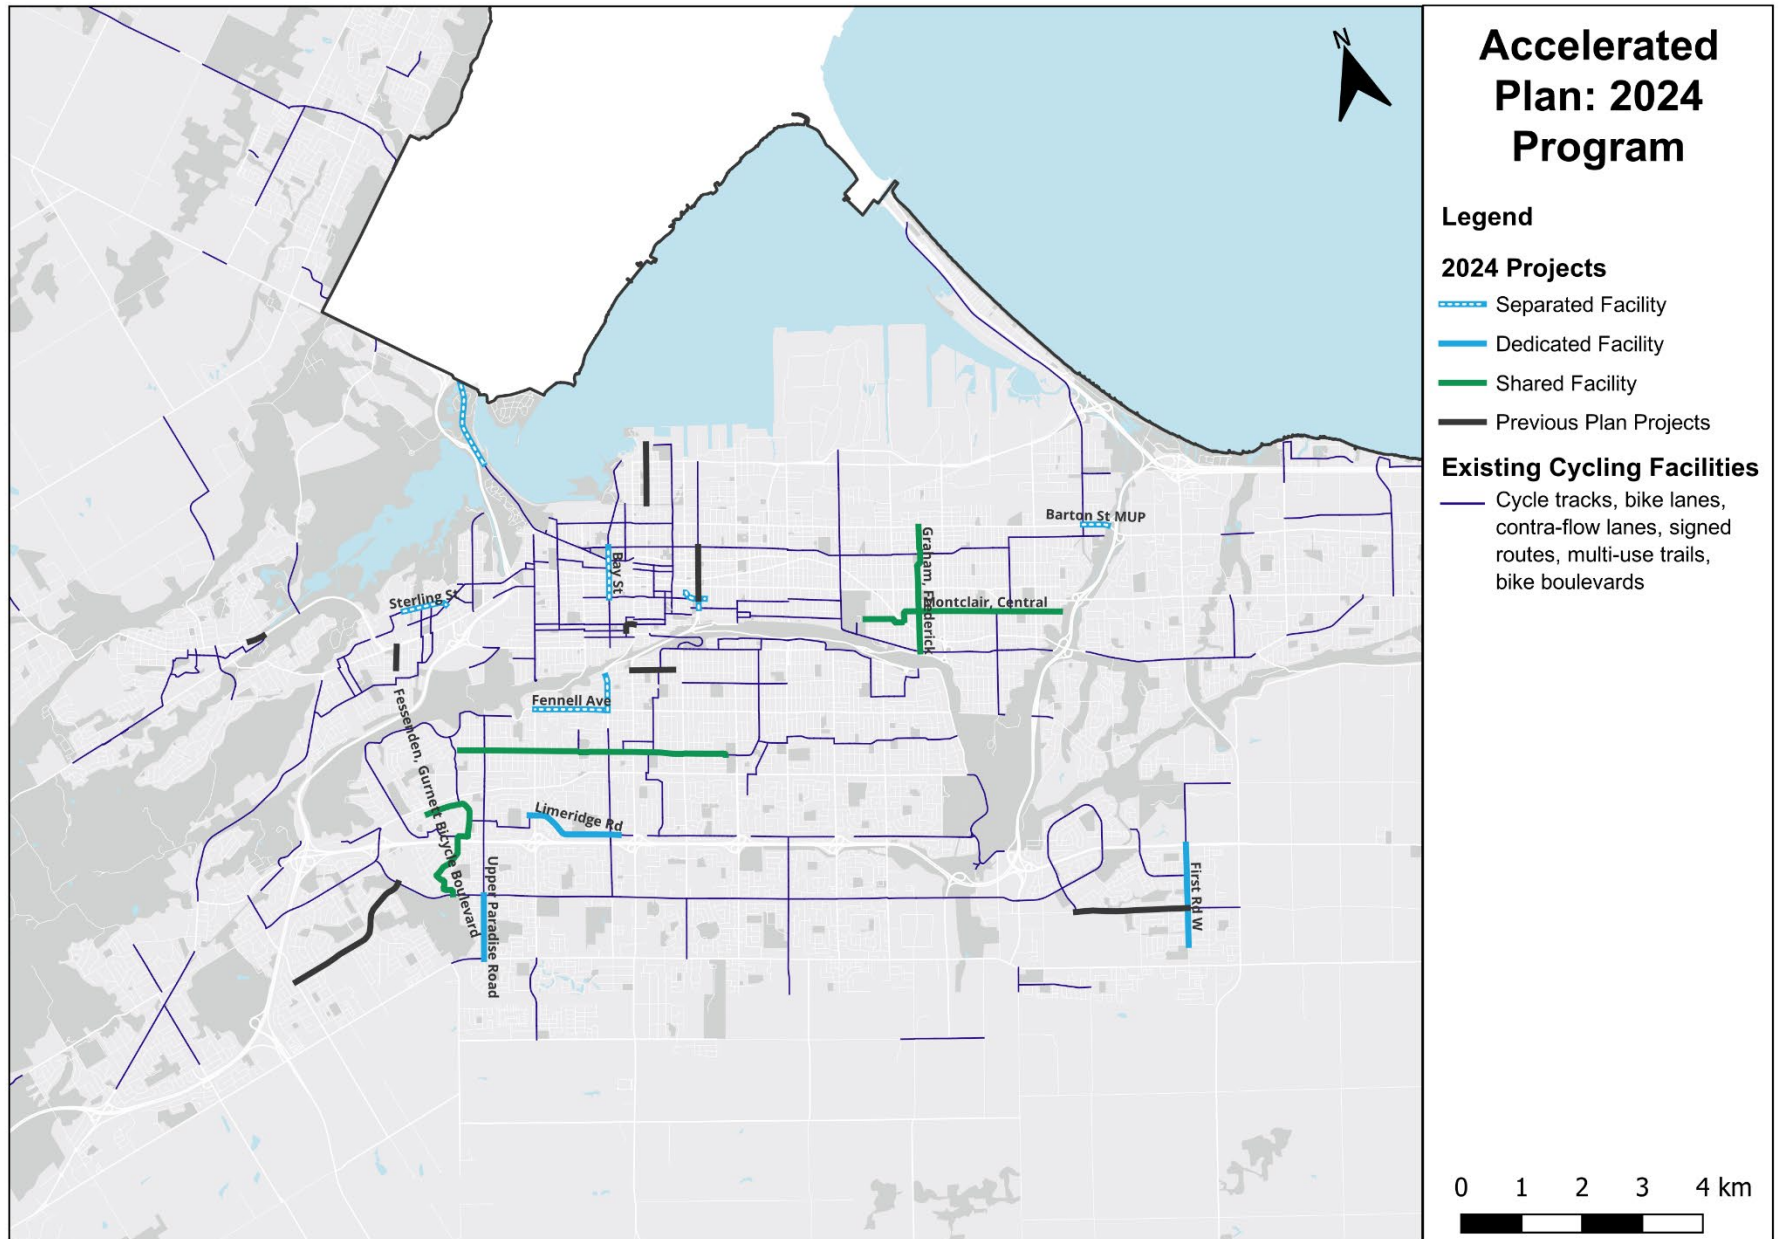 N
Accelerated
Plan: 2024
Program
Legend
2024 Projects
Separated Facility
Dedicated Facility
Shared Facility
Previous Plan Projects
Existing Cycling Facilities
Cycle tracks, bike lanes,
contra-flow lanes, signed
routes, multi-use trails,
bike boulevards
Barton St MUP
Bay St
Graham, Frederick
Montclair, Central
Sterling St
Fennell Ave
Fessenden, Gurnett Bicycle Boulevard
Limeridge Rd
Upper Paradise Road
First Rd W
0 1 2 3 4 km